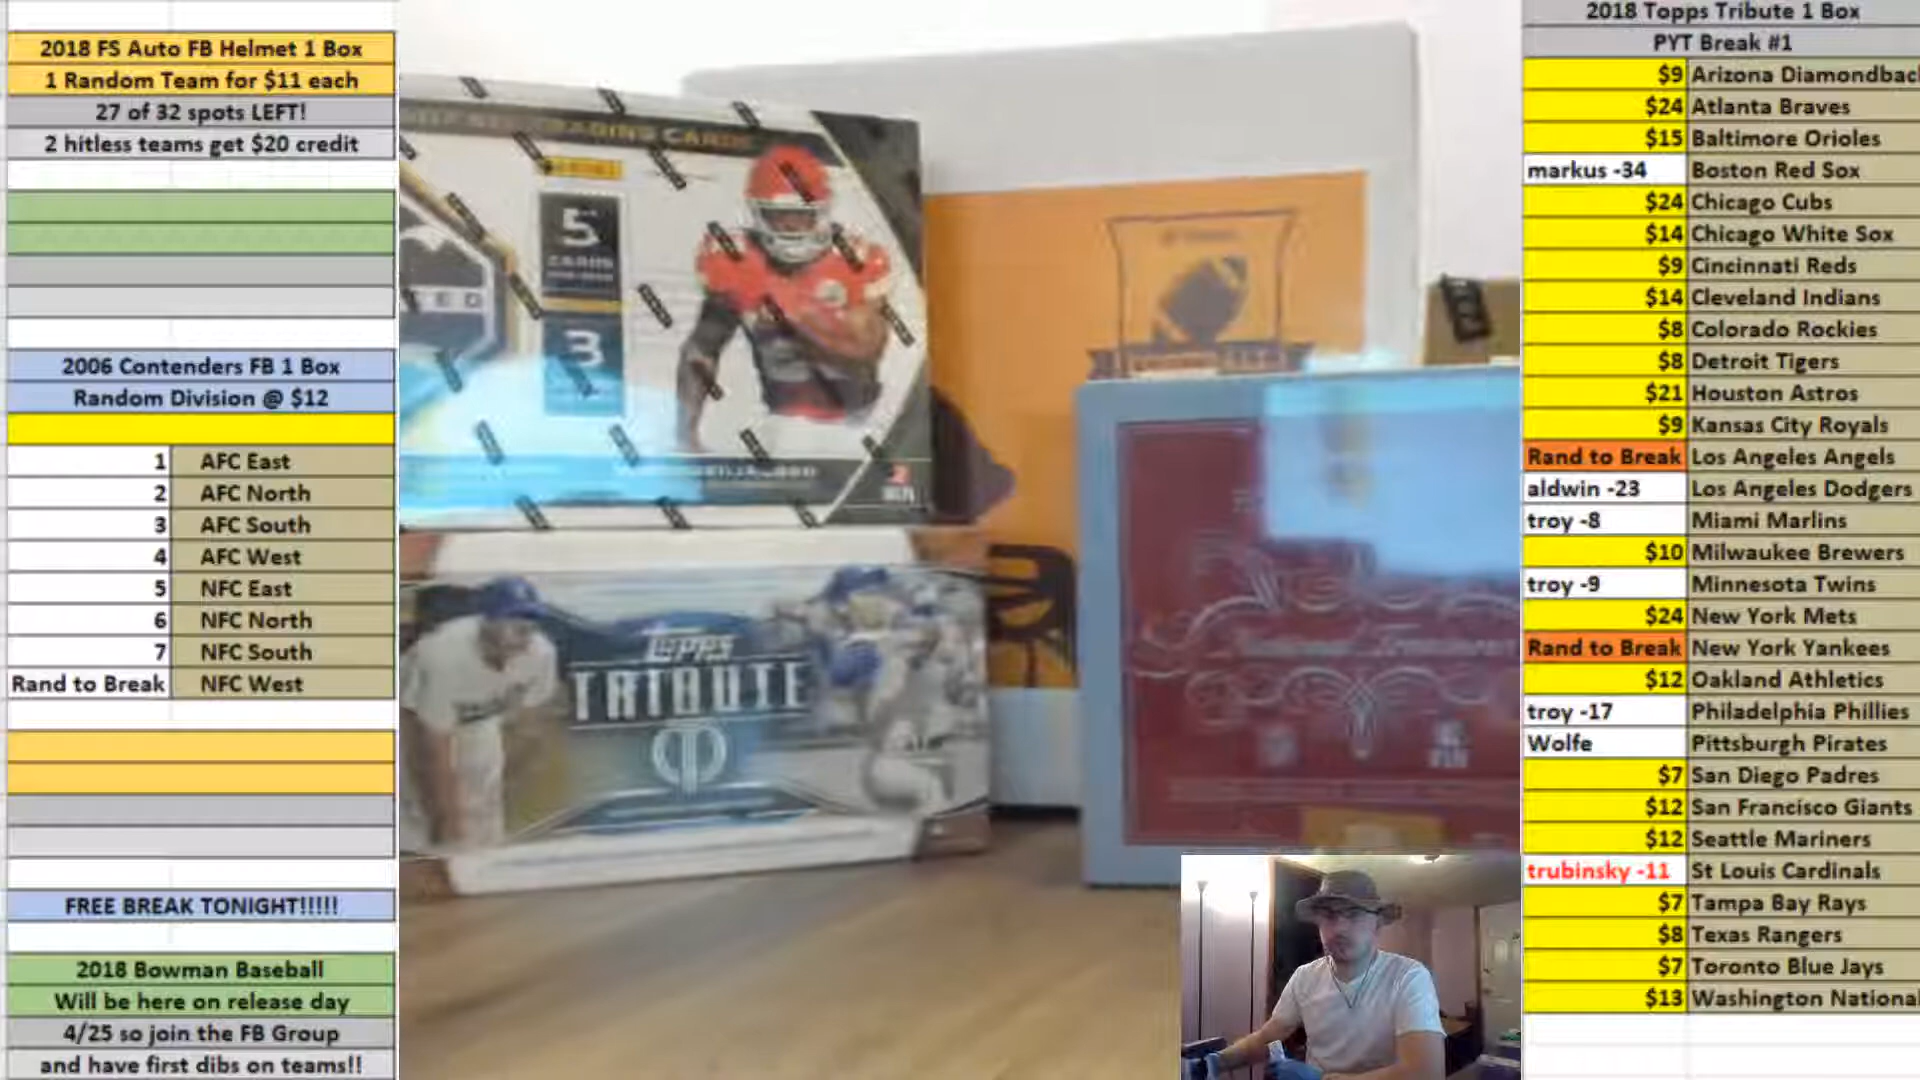 2018 FS Auto FB Helmet 1 Box
1 Random Team for $11 each
27 of 32 spots LEFT!
2 hitless teams get $20 credit
2006 Contenders FB 1 Box
Random Division @ $12
1 AFC East
2 AFC North
3 AFC South
4 AFC West
5 NFC East
6 NFC North
7 NFC South
Rand to Break NFC West
FREE BREAK TONIGHT!!!!!
2018 Bowman Baseball
Will be here on release day
4/25 so join the FB Group
and have first dibs on teams!!
TRADING CARDS
5
CARDS
3
TOPPS
TRIBUTE
2018 Topps Tribute 1 Box
PYT Break #1
$9 Arizona Diamondbac
$24 Atlanta Braves
$15 Baltimore Orioles
markus -34 Boston Red Sox
$24 Chicago Cubs
$14 Chicago White Sox
$9 Cincinnati Reds
$14 Cleveland Indians
$8 Colorado Rockies
$8 Detroit Tigers
$21 Houston Astros
$9 Kansas City Royals
Rand to Break Los Angeles Angels
aldwin -23 Los Angeles Dodgers
troy -8 Miami Marlins
$10 Milwaukee Brewers
troy -9 Minnesota Twins
$24 New York Mets
Rand to Break New York Yankees
$12 Oakland Athletics
troy -17 Philadelphia Phillies
Wolfe Pittsburgh Pirates
$7 San Diego Padres
$12 San Francisco Giants
$12 Seattle Mariners
trubinsky -11 St Louis Cardinals
$7 Tampa Bay Rays
$8 Texas Rangers
$7 Toronto Blue Jays
$13 Washington National